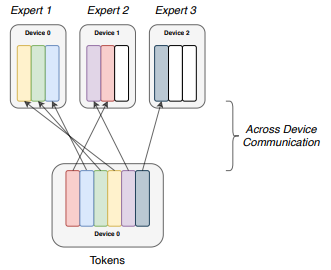 Expert 1 Expert 2 Expert 3
Device 0 Device 1 Device 2
Across Device
Communication
Device 0
Tokens